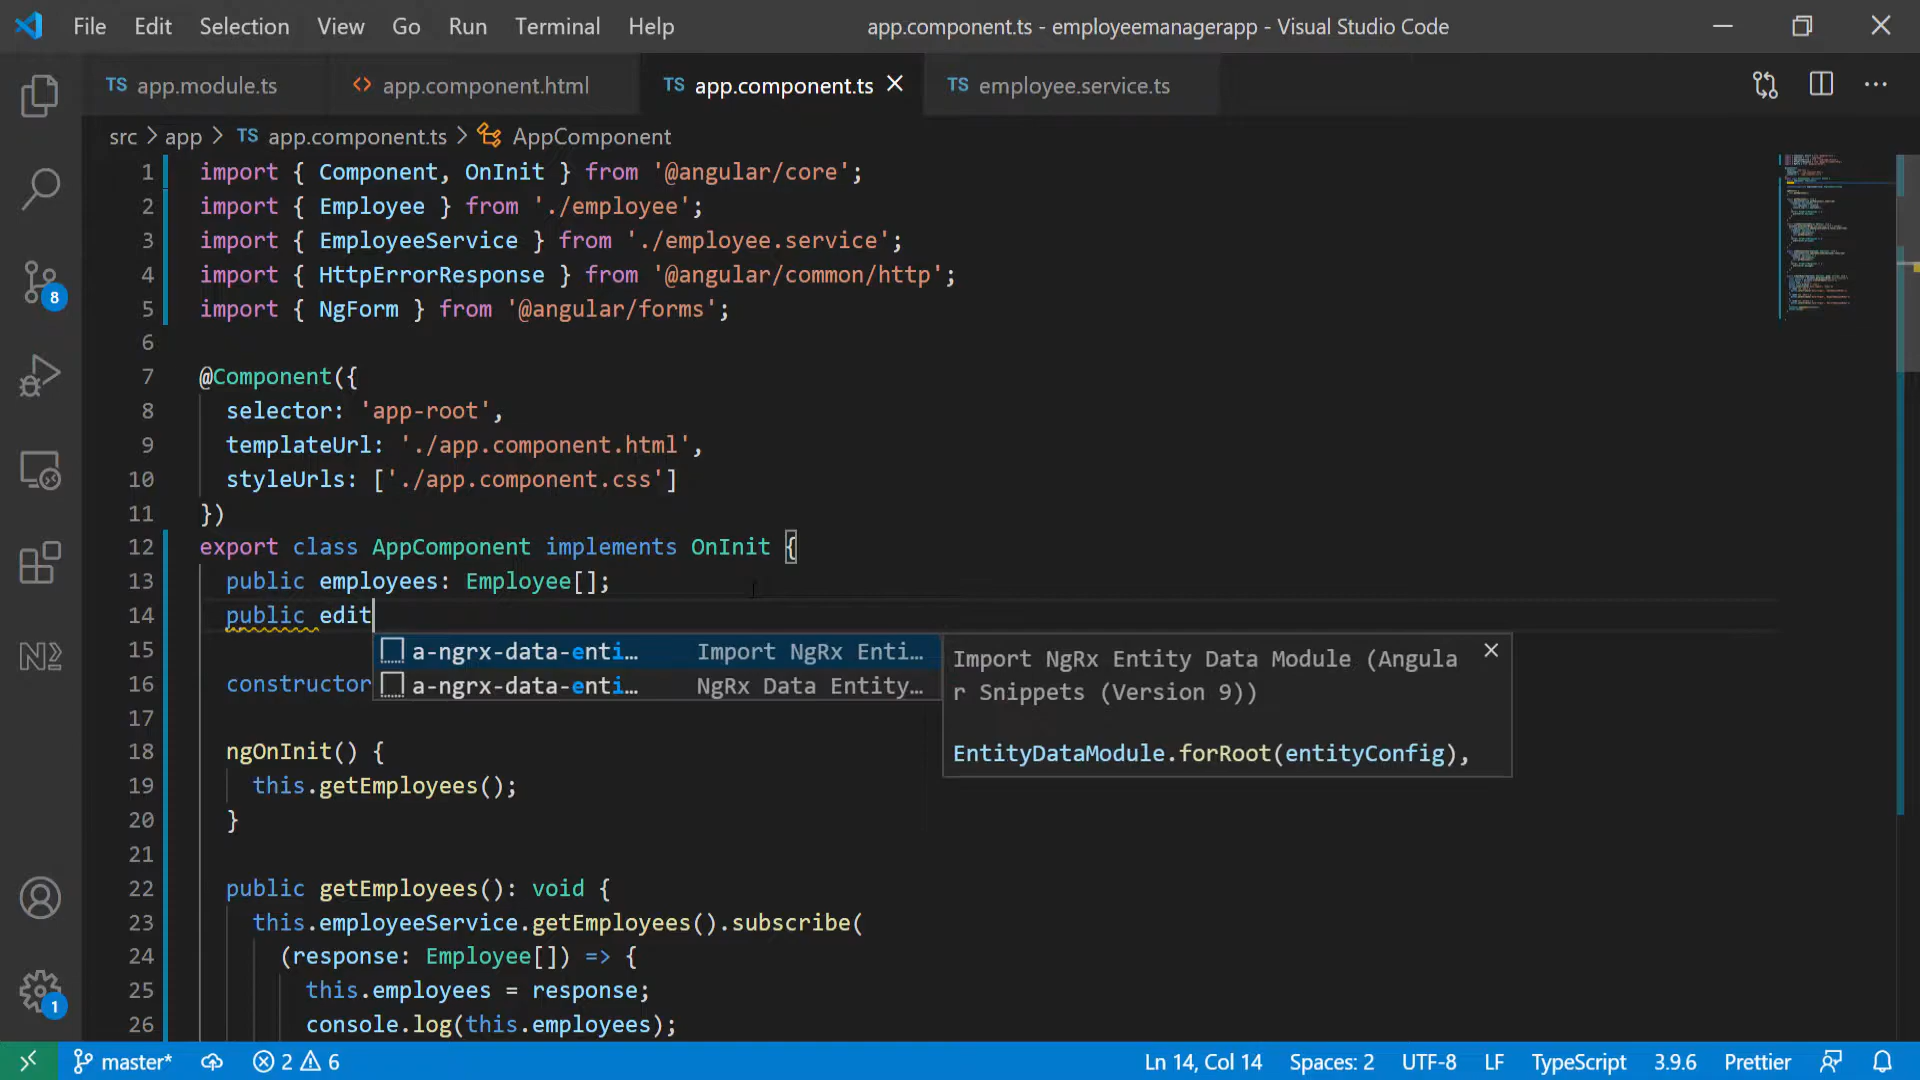 File Edit Selection View Go Run Terminal Help app.component.ts - employeemanagerapp - Visual Studio Code
TS app.module.ts <> app.component.html TS app.component.ts TS employee.service.ts
src > app > TS app.component.ts > AppComponent
1 import { Component, OnInit } from '@angular/core';
2 import { Employee } from './employee';
3 import { EmployeeService } from './employee.service';
4 import { HttpErrorResponse } from '@angular/common/http';
5 import { NgForm } from '@angular/forms';
6
7 @Component({
8 selector: 'app-root',
9 templateUrl: './app.component.html',
10 styleUrls: ['./app.component.css']
11 })
12 export class AppComponent implements OnInit {
13 public employees: Employee[];
14 public edit
15 a-ngrx-data-enti… Import NgRx Enti… Import NgRx Entity Data Module (Angula
16 constructor a-ngrx-data-enti… NgRx Data Entity… r Snippets (Version 9))
17
18 ngOnInit() { EntityDataModule.forRoot(entityConfig),
19 this.getEmployees();
20 }
21
22 public getEmployees(): void {
23 this.employeeService.getEmployees().subscribe(
24 (response: Employee[]) => {
25 this.employees = response;
26 console.log(this.employees);
8
1
master* 2 6 Ln 14, Col 14 Spaces: 2 UTF-8 LF TypeScript 3.9.6 Prettier